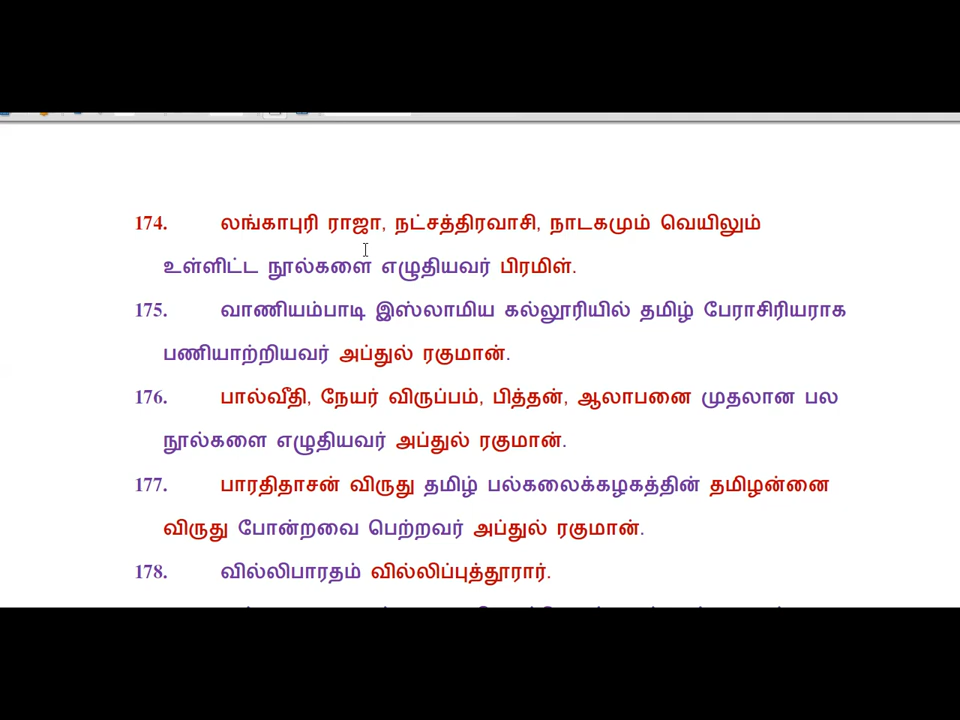 174. லங்காபுரி ராஜா, நட்சத்திரவாசி, நாடகமும் வெயிலும்
உள்ளிட்ட நூல்களை எழுதியவர் பிரமிள்.
175. வாணியம்பாடி இஸ்லாமிய கல்லூரியில் தமிழ் பேராசிரியராக
பணியாற்றியவர் அப்துல் ரகுமான்.
176. பால்வீதி, நேயர் விருப்பம், பித்தன், ஆலாபனை முதலான பல
நூல்களை எழுதியவர் அப்துல் ரகுமான்.
177. பாரதிதாசன் விருது தமிழ் பல்கலைக்கழகத்தின் தமிழன்னை
விருது போன்றவை பெற்றவர் அப்துல் ரகுமான்.
178. வில்லிபாரதம் வில்லிப்புத்தூரார்.